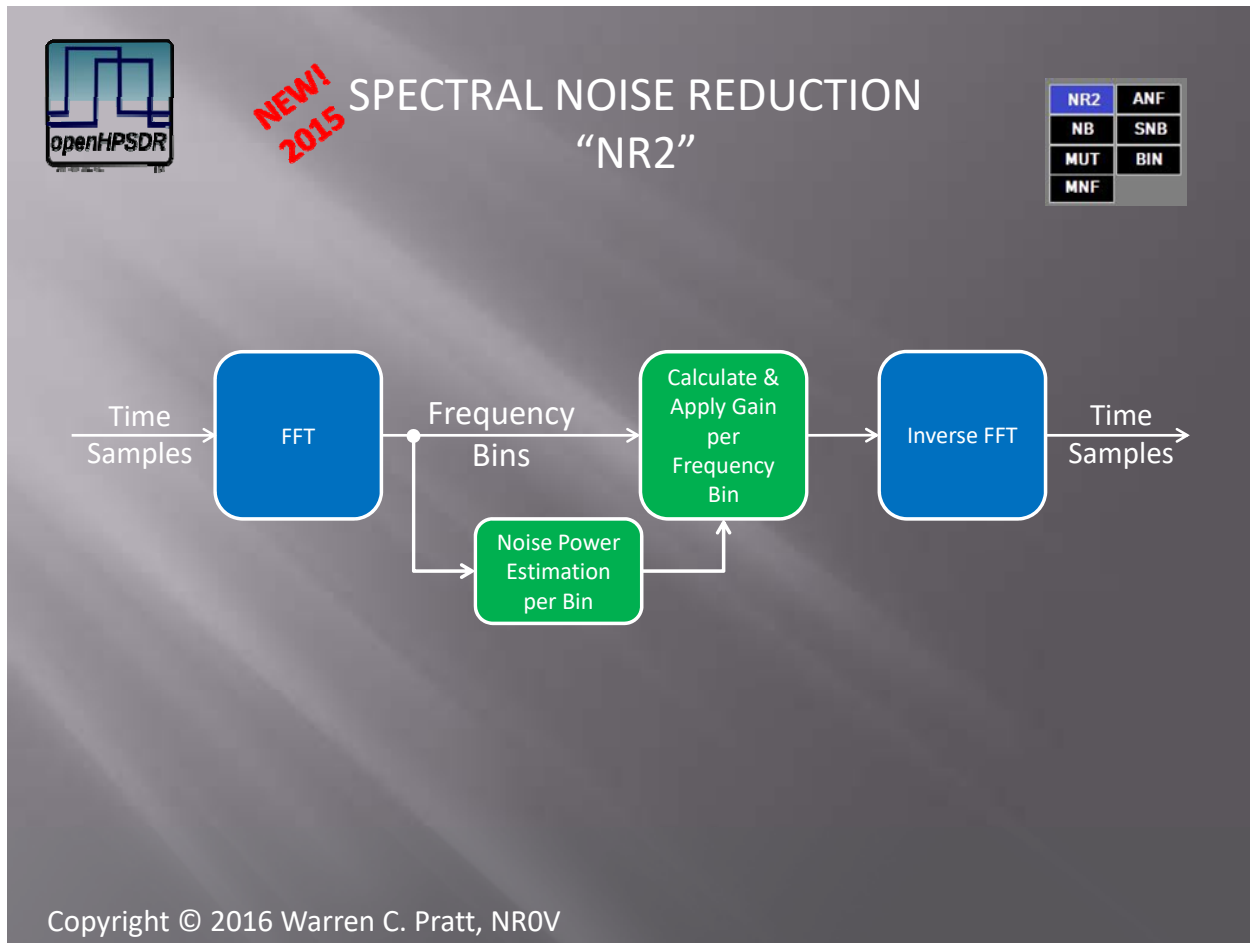 openHPSDR
NEW!
2015
SPECTRAL NOISE REDUCTION
“NR2”
NR2 ANF
NB SNB
MUT BIN
MNF
Time
Samples
FFT
Frequency
Bins
Noise Power
Estimation
per Bin
Calculate &
Apply Gain
per
Frequency
Bin
Inverse FFT
Time
Samples
Copyright © 2016 Warren C. Pratt, NR0V